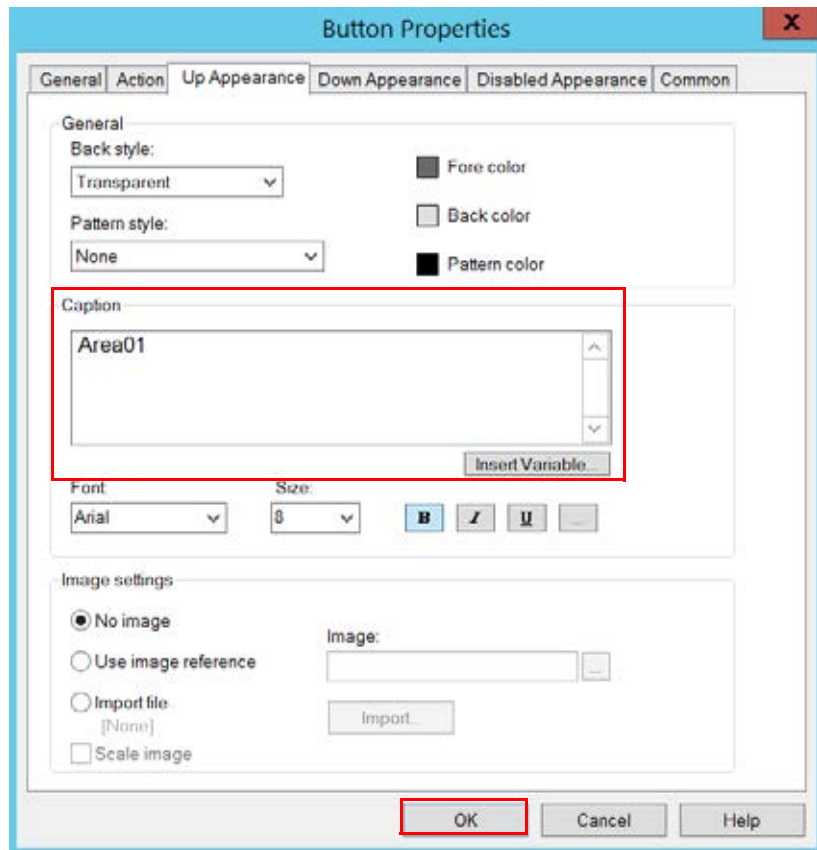 Button Properties
X
General Action Up Appearance Down Appearance Disabled Appearance Common
General
Back style:
Transparent
Fore color
Back color
Pattern style:
None
Pattern color
Caption
Area01
Insert Variable...
Font: Size:
Arial 8 B I U ...
Image settings
No image
Image:
Use image reference ...
Import file
[None]
Import...
Scale image
OK Cancel Help